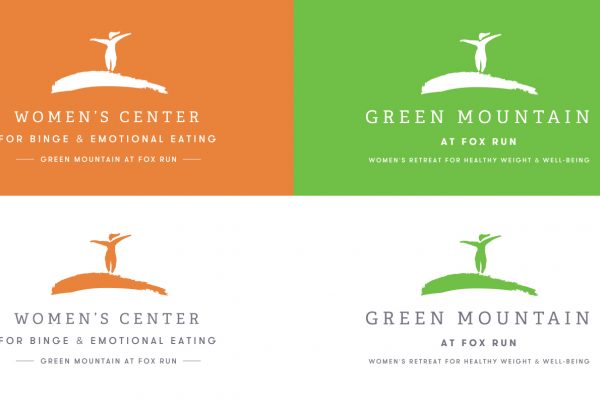 WOMEN'S CENTER
FOR BINGE & EMOTIONAL EATING
GREEN MOUNTAIN AT FOX RUN
GREEN MOUNTAIN
AT FOX RUN
WOMEN'S RETREAT FOR HEALTHY WEIGHT & WELL-BEING
WOMEN'S CENTER
FOR BINGE & EMOTIONAL EATING
GREEN MOUNTAIN AT FOX RUN
GREEN MOUNTAIN
AT FOX RUN
WOMEN'S RETREAT FOR HEALTHY WEIGHT & WELL-BEING